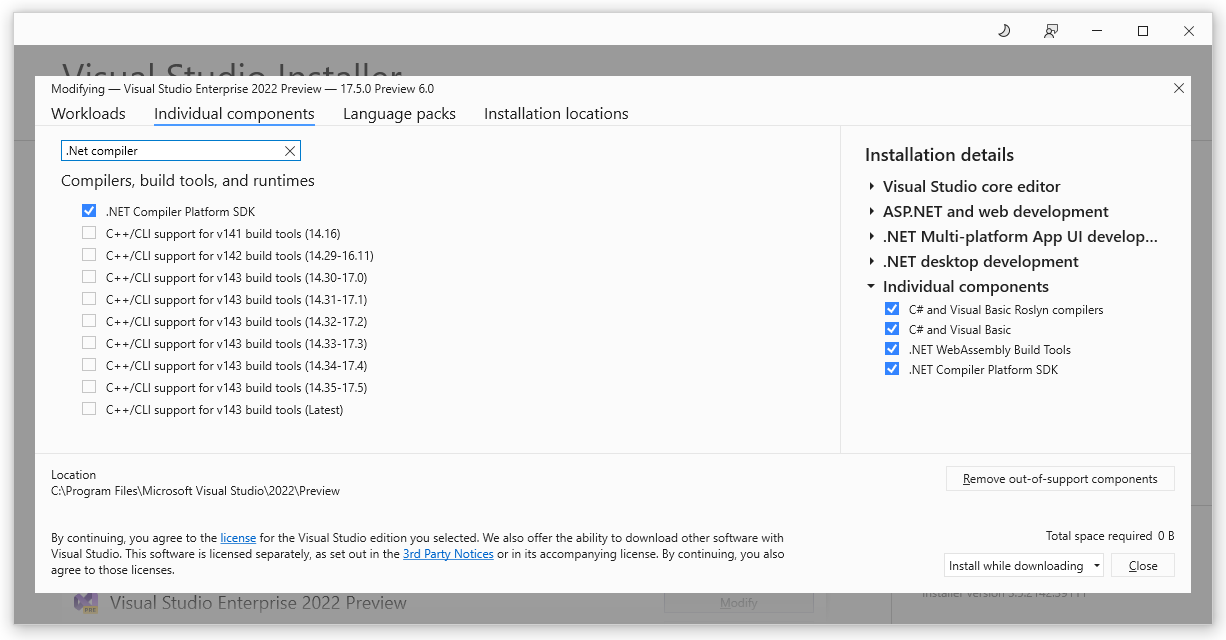 Visual Studio Installer
Modifying — Visual Studio Enterprise 2022 Preview — 17.5.0 Preview 6.0
Workloads Individual components Language packs Installation locations
.Net compiler
Compilers, build tools, and runtimes
.NET Compiler Platform SDK
C++/CLI support for v141 build tools (14.16)
C++/CLI support for v142 build tools (14.29-16.11)
C++/CLI support for v143 build tools (14.30-17.0)
C++/CLI support for v143 build tools (14.31-17.1)
C++/CLI support for v143 build tools (14.32-17.2)
C++/CLI support for v143 build tools (14.33-17.3)
C++/CLI support for v143 build tools (14.34-17.4)
C++/CLI support for v143 build tools (14.35-17.5)
C++/CLI support for v143 build tools (Latest)
Installation details
Visual Studio core editor
ASP.NET and web development
.NET Multi-platform App UI develop...
.NET desktop development
Individual components
C# and Visual Basic Roslyn compilers
C# and Visual Basic
.NET WebAssembly Build Tools
.NET Compiler Platform SDK
Location
C:\Program Files\Microsoft Visual Studio\2022\Preview
Remove out-of-support components
By continuing, you agree to the license for the Visual Studio edition you selected. We also offer the ability to download other software with
Visual Studio. This software is licensed separately, as set out in the 3rd Party Notices or in its accompanying license. By continuing, you also
agree to those licenses.
Total space required 0 B
Install while downloading Close
PRE
Visual Studio Enterprise 2022 Preview
Modify
Installer version